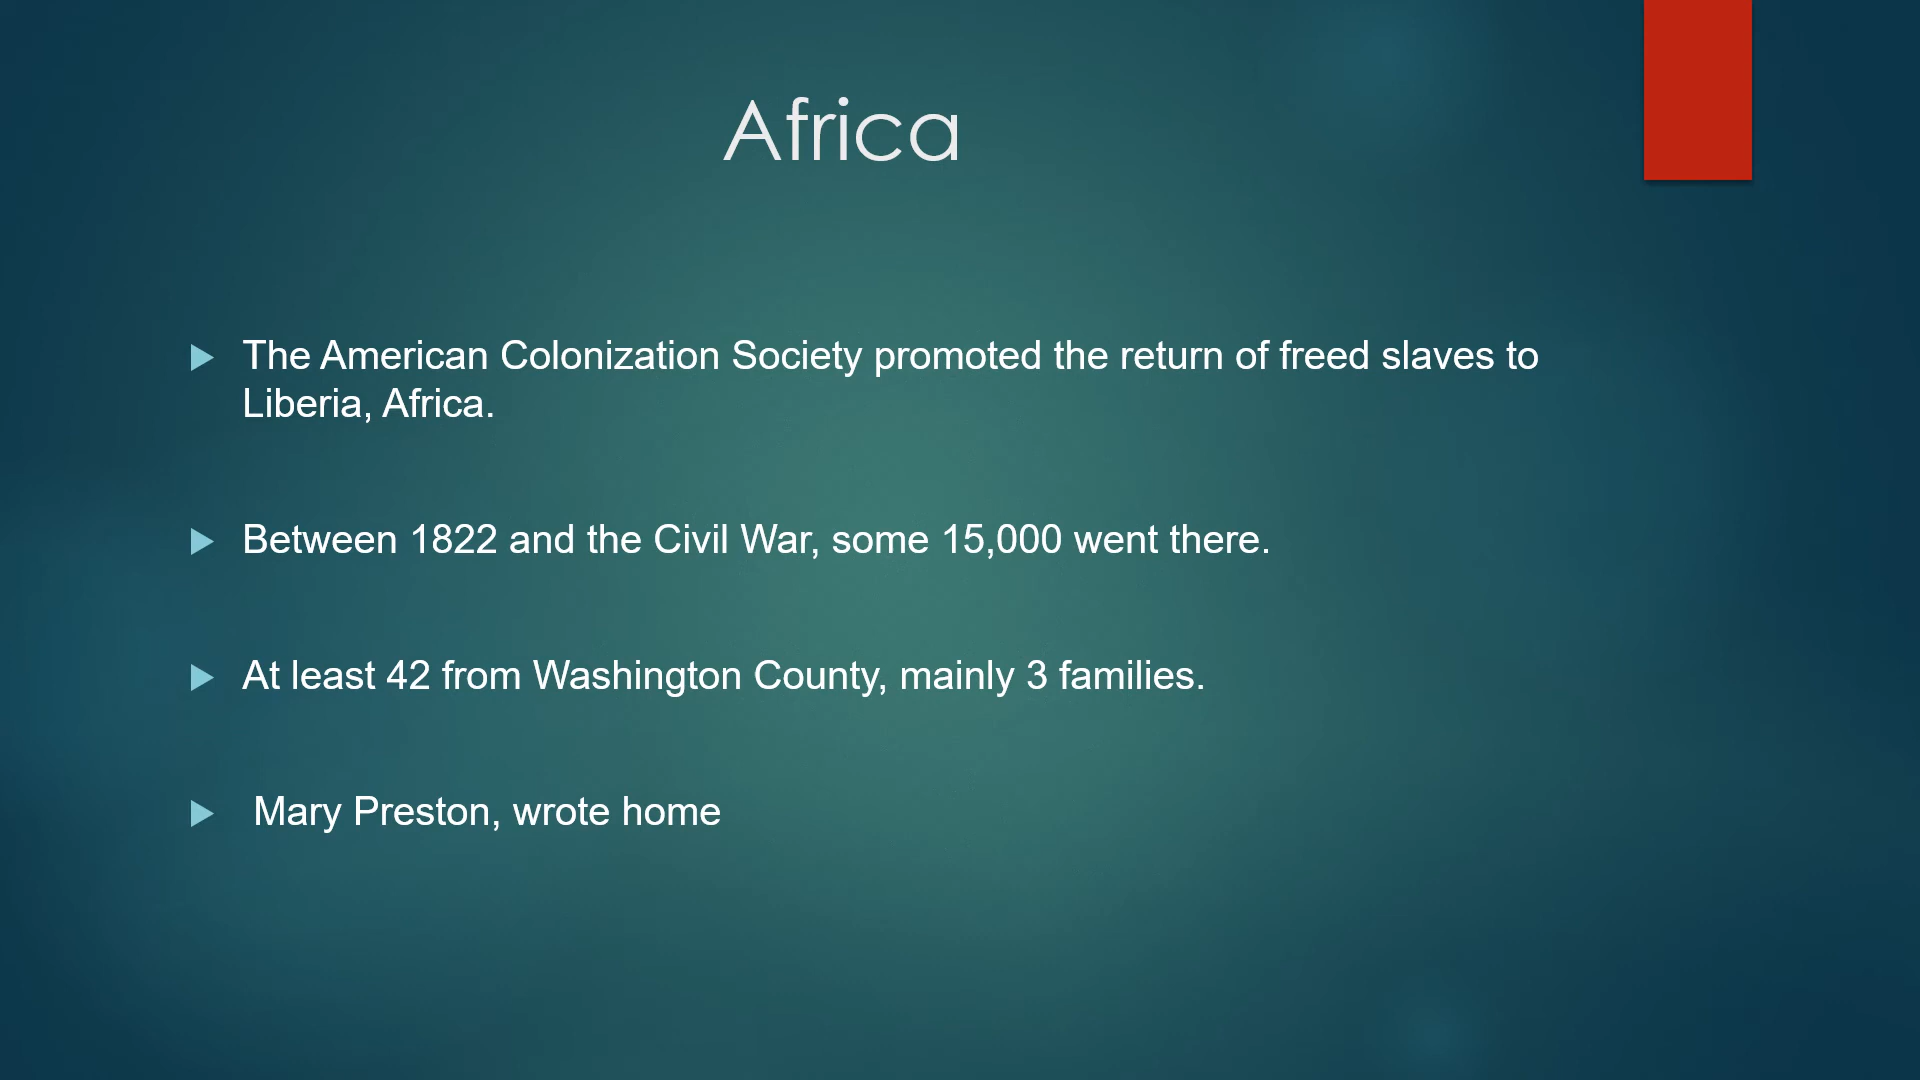 Africa
The American Colonization Society promoted the return of freed slaves to
Liberia, Africa.
Between 1822 and the Civil War, some 15,000 went there.
At least 42 from Washington County, mainly 3 families.
Mary Preston, wrote home